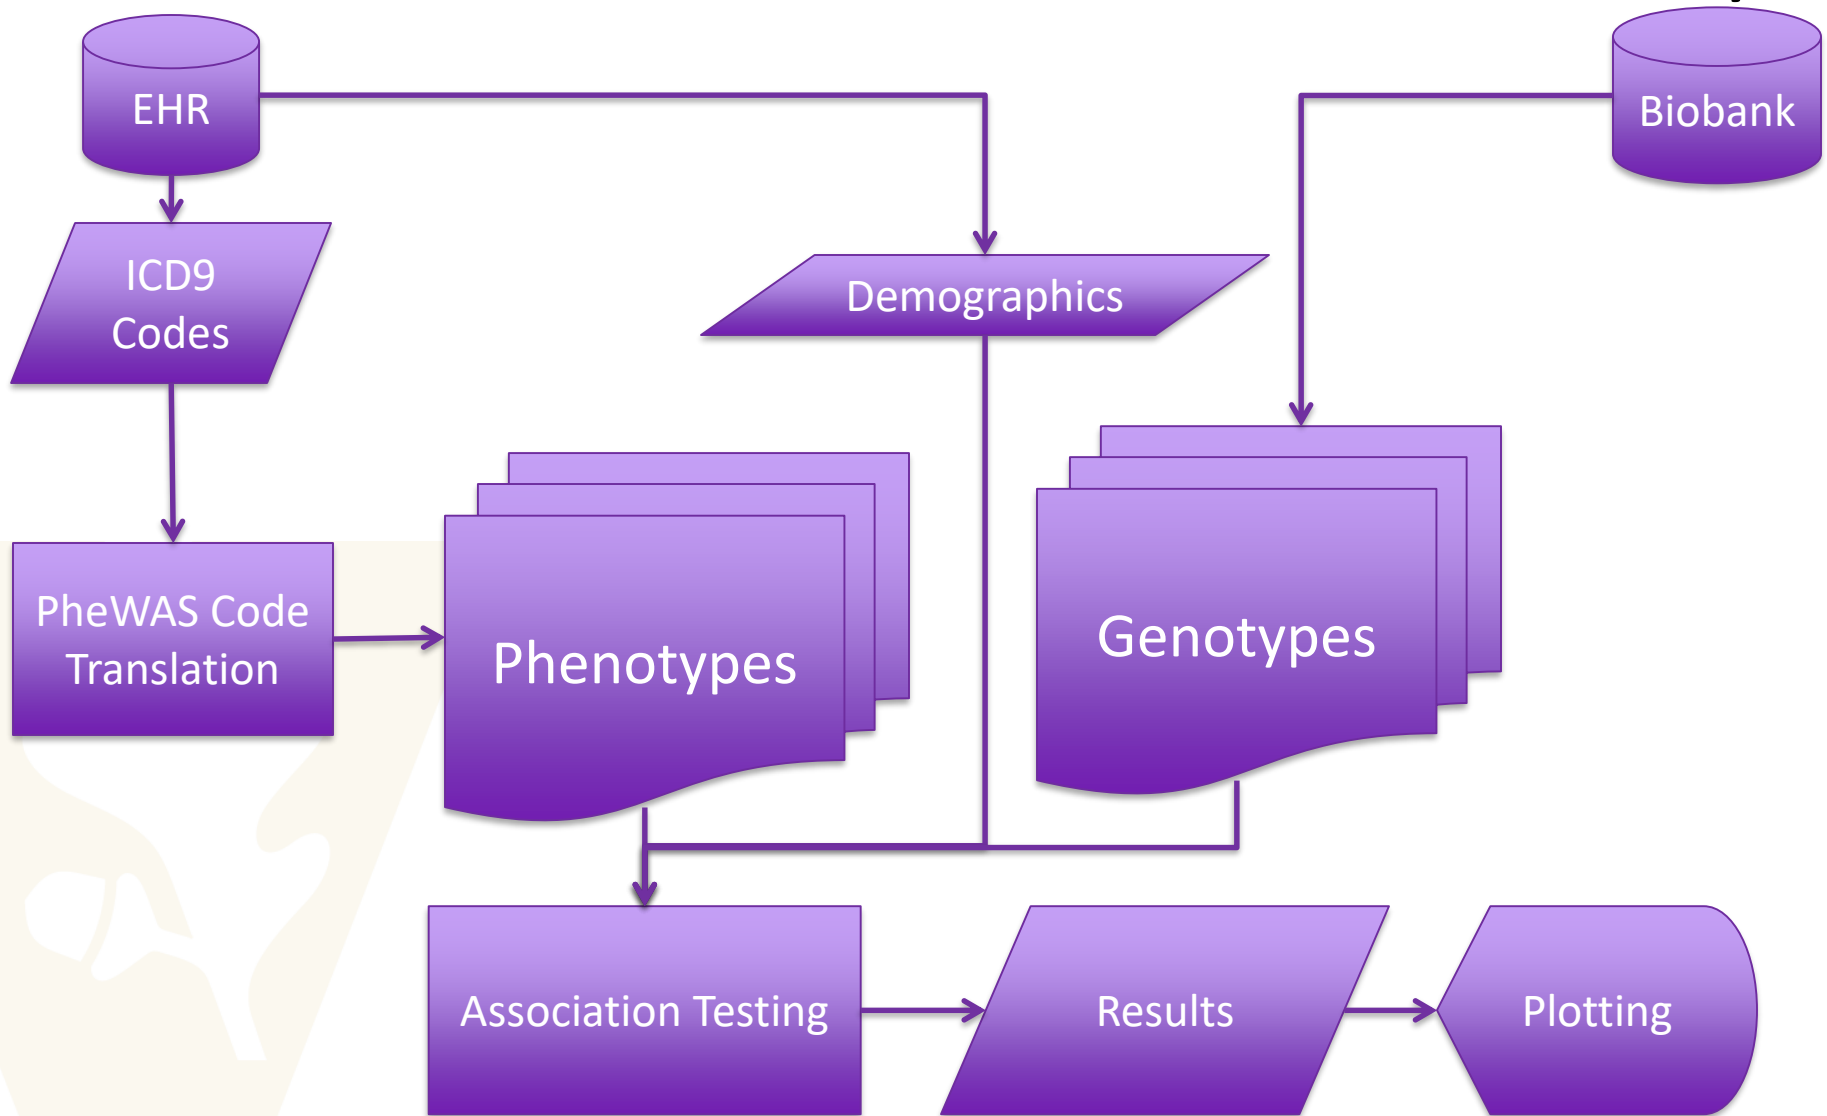 EHR
Biobank
ICD9
Codes
Demographics
PheWAS Code
Translation
Phenotypes
Genotypes
Association Testing
Results
Plotting